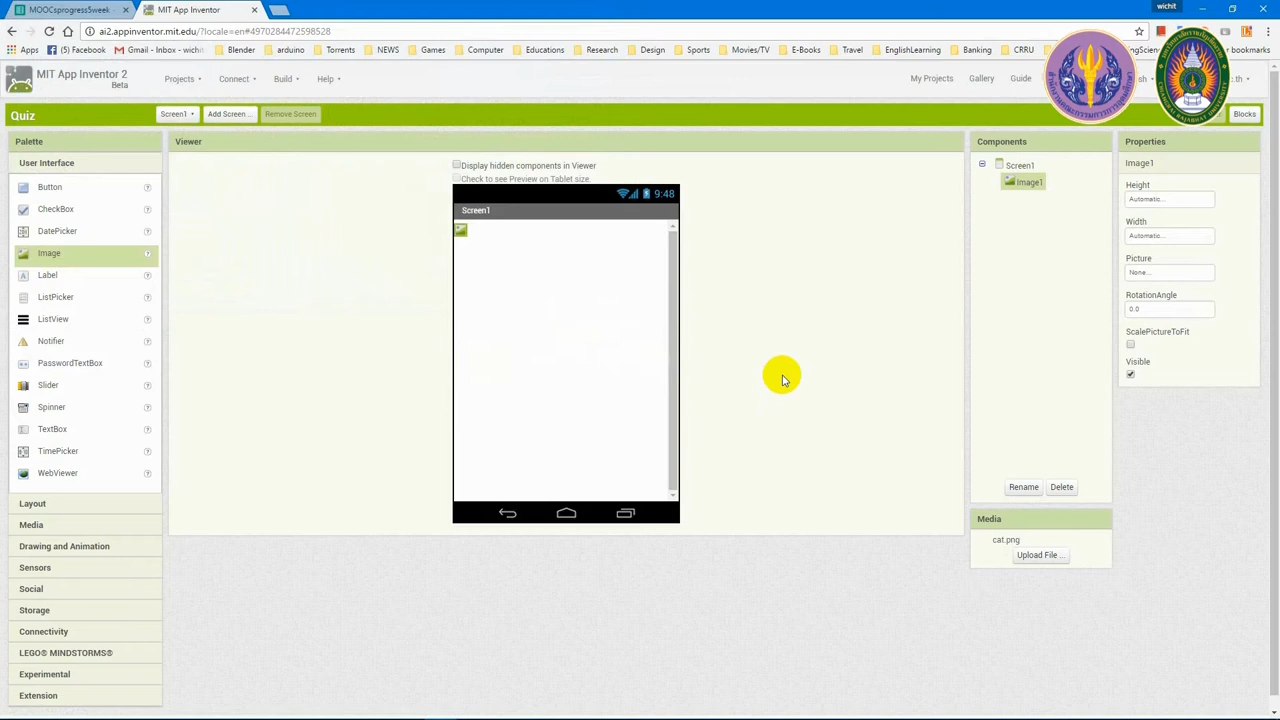 MOOCsprogress5week
MIT App Inventor
wichit
ai2.appinventor.mit.edu/?locale=en#4970284472598528
Apps
(5) Facebook
Gmail - Inbox - wichit
Blender
arduino
Torrents
NEWS
Games
Computer
Educations
Research
Design
Sports
Movies/TV
E-Books
Travel
EnglishLearning
Banking
CRRU
bookmarks
MIT App Inventor 2
Beta
Projects
Connect
Build
Help
My Projects
Gallery
Guide
Quiz
Screen1
Add Screen ...
Remove Screen
Blocks
Palette
User Interface
Button
CheckBox
DatePicker
Image
Label
ListPicker
ListView
Notifier
PasswordTextBox
Slider
Spinner
TextBox
TimePicker
WebViewer
Layout
Media
Drawing and Animation
Sensors
Social
Storage
Connectivity
LEGO® MINDSTORMS®
Experimental
Extension
Viewer
Display hidden components in Viewer
Check to see Preview on Tablet size.
9:48
Screen1
Components
Screen1
Image1
Rename
Delete
Media
cat.png
Upload File ...
Properties
Image1
Height
Automatic...
Width
Automatic...
Picture
None...
RotationAngle
0.0
ScalePictureToFit
Visible